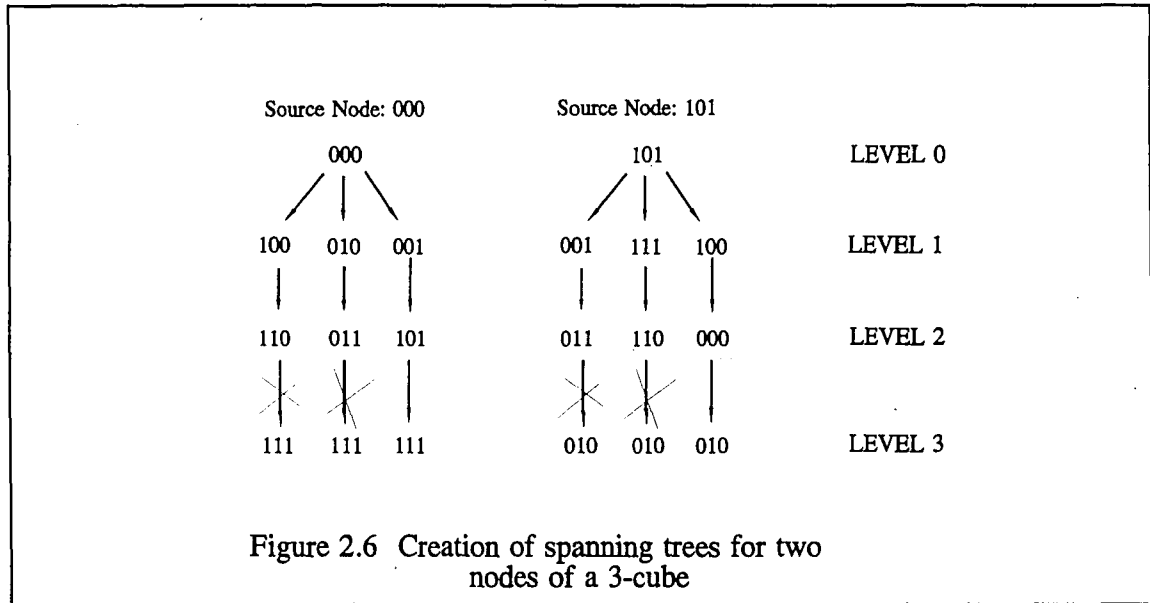 Source Node: 000 Source Node: 101
000 101 LEVEL 0
100 010 001 001 111 100 LEVEL 1
110 011 101 011 110 000 LEVEL 2
111 111 111 010 010 010 LEVEL 3
Figure 2.6 Creation of spanning trees for two
nodes of a 3-cube